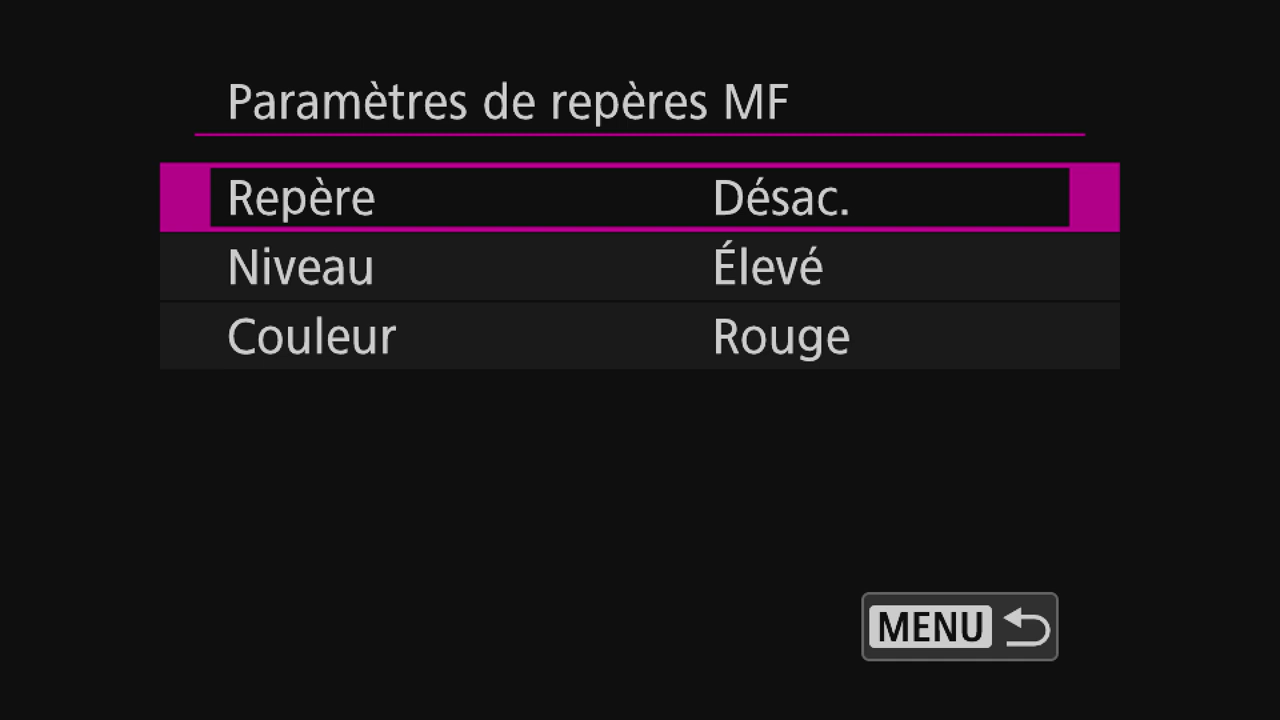 Paramètres de repères MF
Repère Désac.
Niveau Élevé
Couleur Rouge
MENU